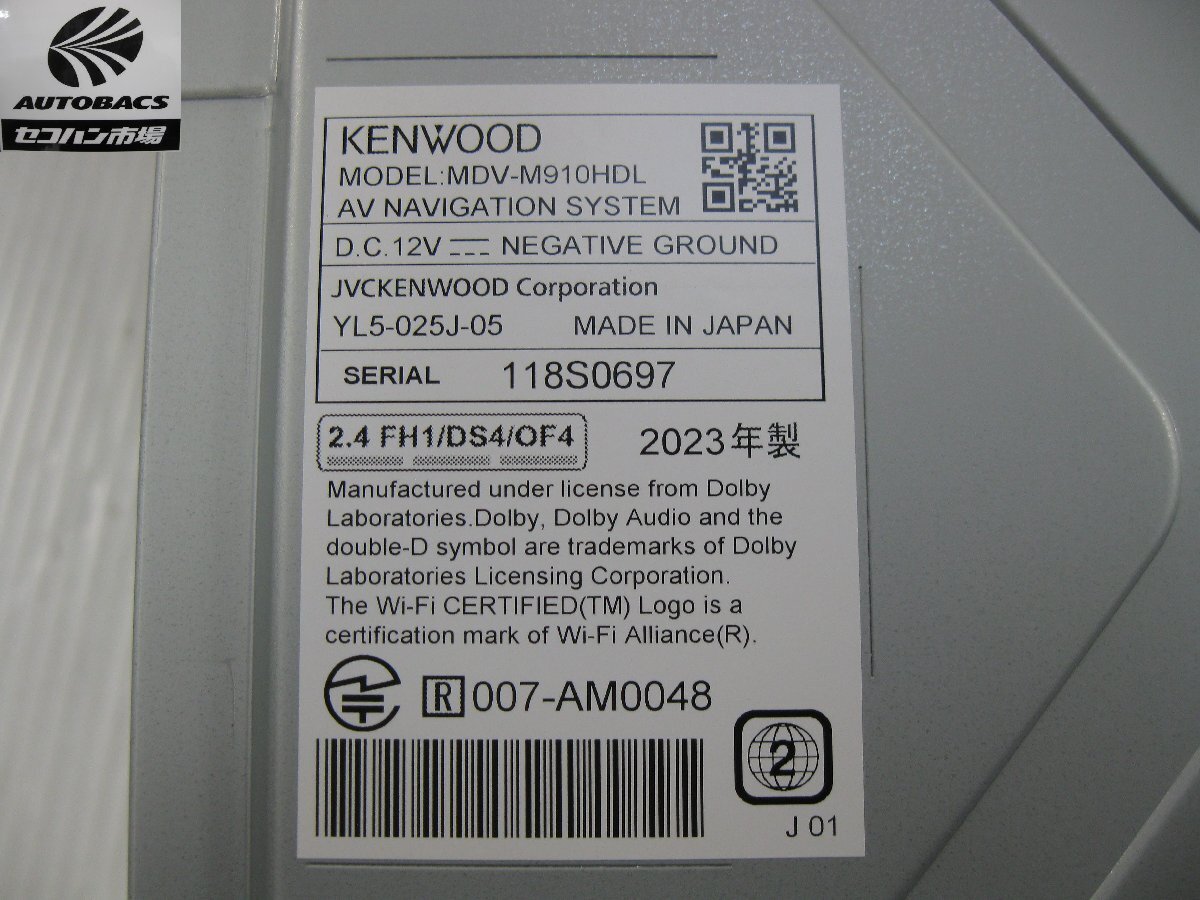 AUTOBACS
セコハン市場
KENWOOD
MODEL:MDV-M910HDL
AV NAVIGATION SYSTEM
D.C.12V NEGATIVE GROUND
JVCKENWOOD Corporation
YL5-025J-05 MADE IN JAPAN
SERIAL 118S0697
2.4 FH1/DS4/OF4
2023年製
Manufactured under license from Dolby
Laboratories.Dolby, Dolby Audio and the
double-D symbol are trademarks of Dolby
Laboratories Licensing Corporation.
The Wi-Fi CERTIFIED(TM) Logo is a
certification mark of Wi-Fi Alliance(R).
R 007-AM0048
2
J 01